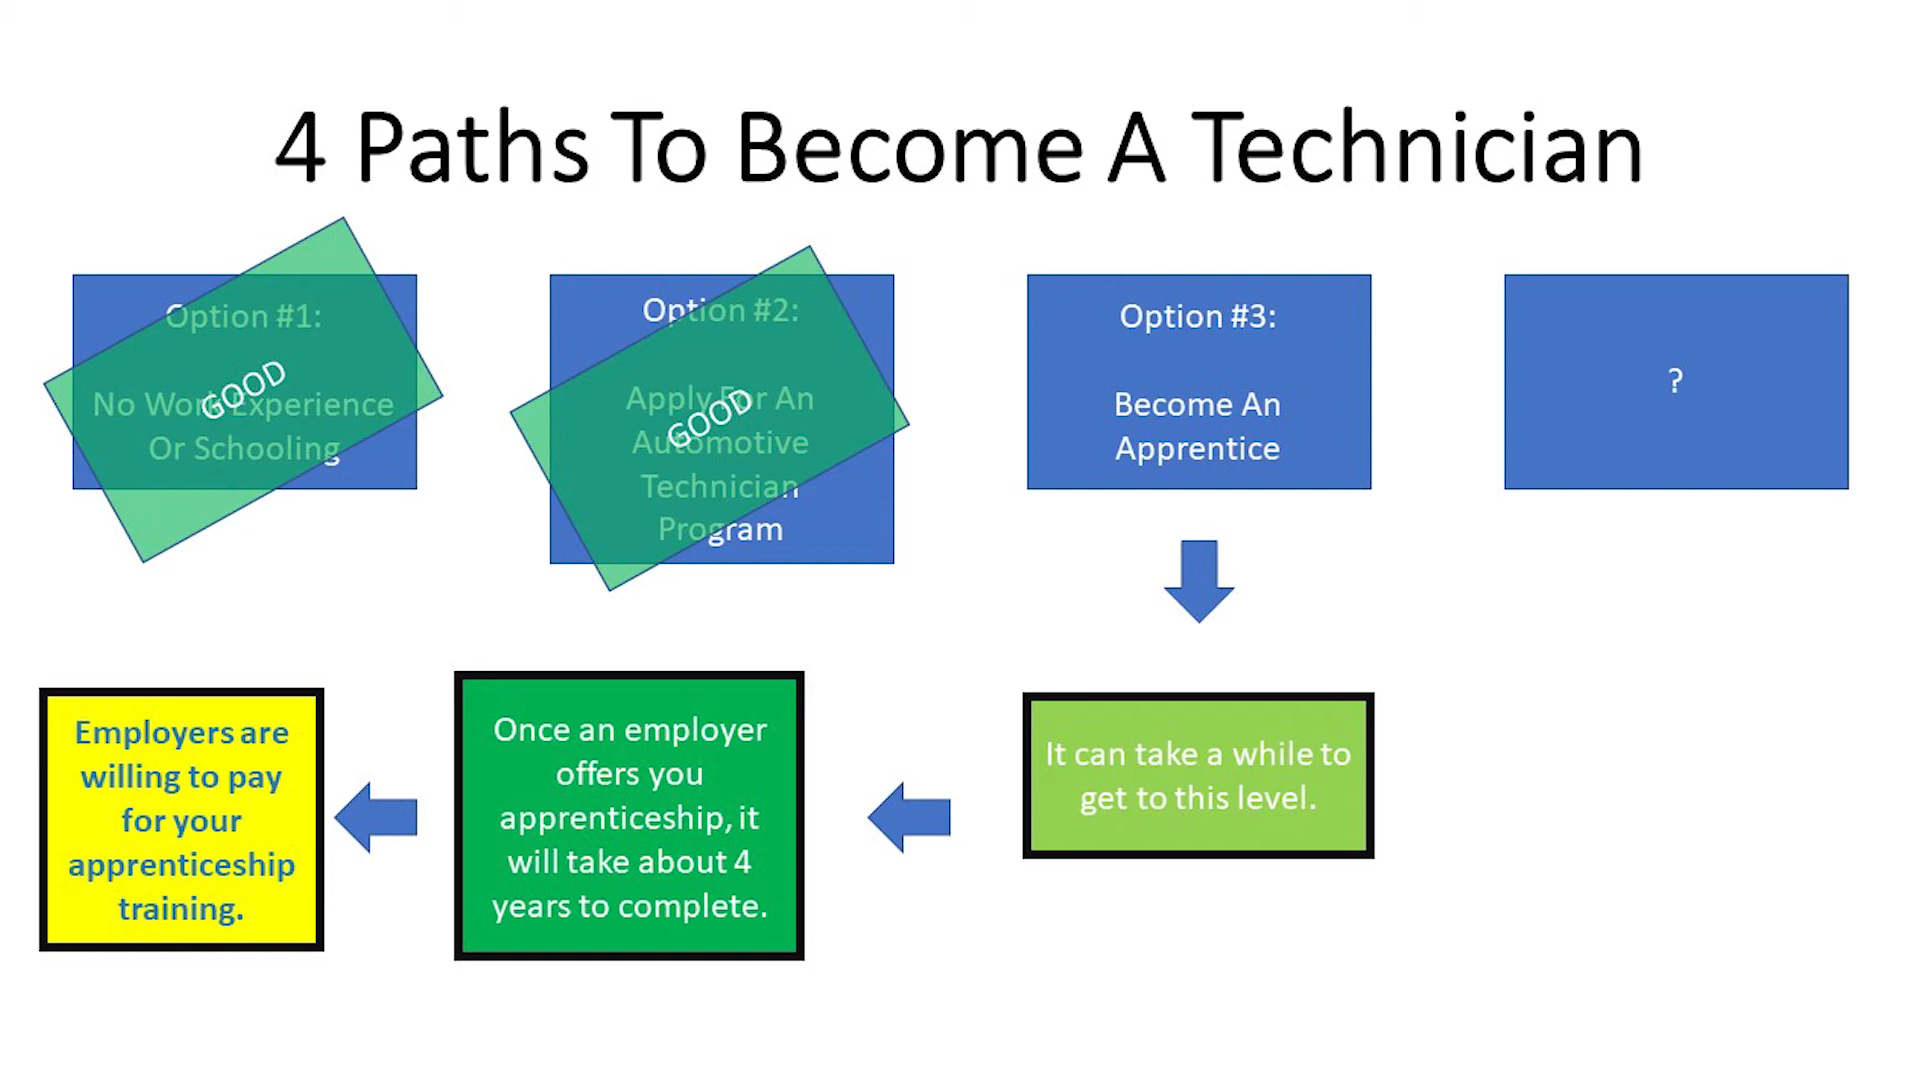 4 Paths To Become A Technician
Option #1:
No Work Experience
Or Schooling
GOOD
Option #2:
Apply For An
Automotive
Technician
Program
GOOD
Option #3:
Become An
Apprentice
?
It can take a while to
get to this level.
Once an employer
offers you
apprenticeship, it
will take about 4
years to complete.
Employers are
willing to pay
for your
apprenticeship
training.